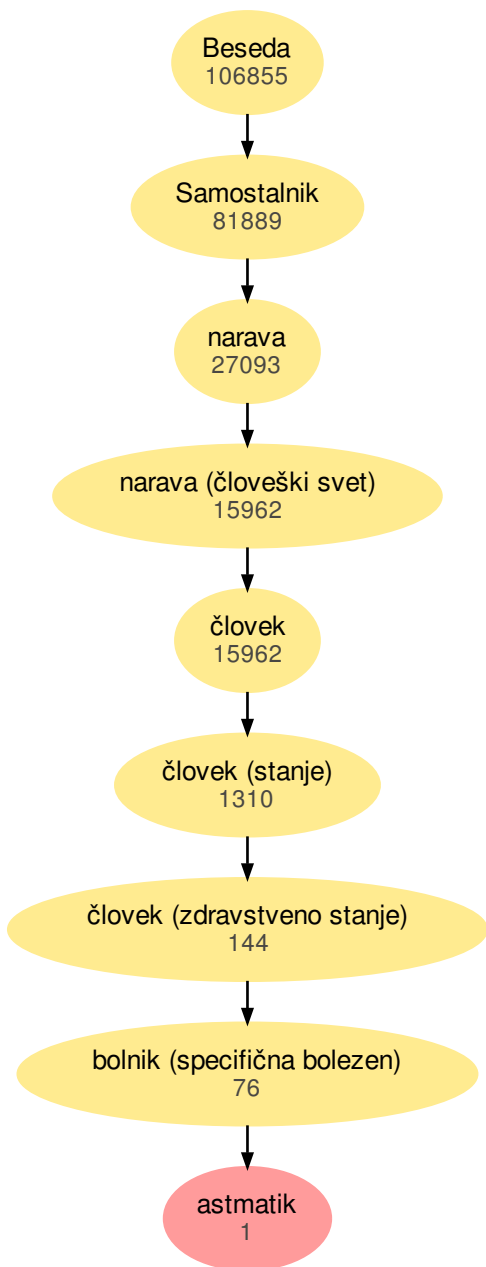 Beseda
106855
Samostalnik
81889
narava
27093
narava (človeški svet)
15962
človek
15962
človek (stanje)
1310
človek (zdravstveno stanje)
144
bolnik (specifična bolezen)
76
astmatik
1